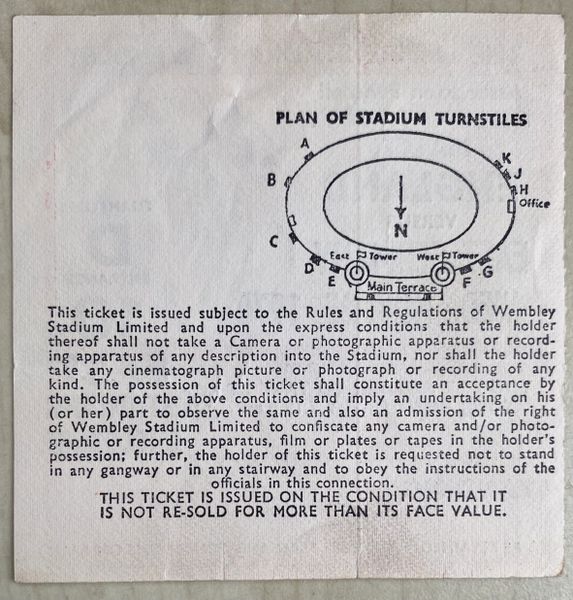 PLAN OF STADIUM TURNSTILES
A
K
J
B
H
Office
N
C
East Tower
West Tower
D
E
F
G
Main Terrace
This ticket is issued subject to the Rules and Regulations of Wembley
Stadium Limited and upon the express conditions that the holder
thereof shall not take a Camera or photographic apparatus or record-
ing apparatus of any description into the Stadium, nor shall the holder
take any cinematograph picture or photograph or recording of any
kind. The possession of this ticket shall constitute an acceptance by
the holder of the above conditions and imply an undertaking on his
(or her) part to observe the same and also an admission of the right
of Wembley Stadium Limited to confiscate any camera and/or photo-
graphic or recording apparatus, film or plates or tapes in the holder's
possession; further, the holder of this ticket is requested not to stand
in any gangway or in any stairway and to obey the instructions of the
officials in this connection.
THIS TICKET IS ISSUED ON THE CONDITION THAT IT
IS NOT RE-SOLD FOR MORE THAN ITS FACE VALUE.